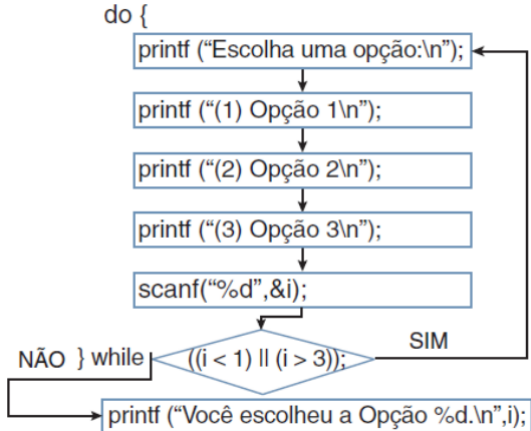 do {
printf (“Escolha uma opção:\n”);
printf (“(1) Opção 1\n”);
printf (“(2) Opção 2\n”);
printf (“(3) Opção 3\n”);
scanf(“%d”,&i);
SIM
NÃO } while ((i < 1) || (i > 3));
printf (“Você escolheu a Opção %d.\n”,i);